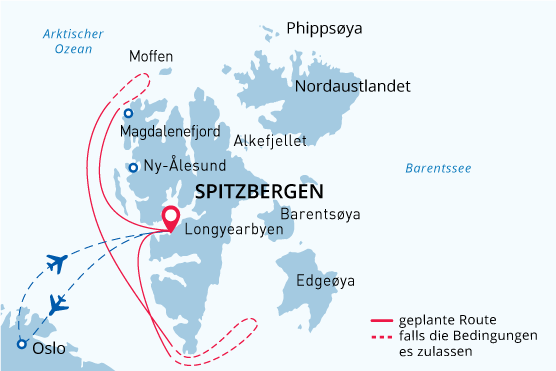 Phippsøya
Arktischer
Ozean
Moffen
Nordaustlandet
Magdalenefjord
Alkefjellet
Ny-Ålesund
Barentssee
SPITZBERGEN
Barentsøya
Longyearbyen
Edgeøya
geplante Route
falls die Bedingungen
es zulassen
Oslo